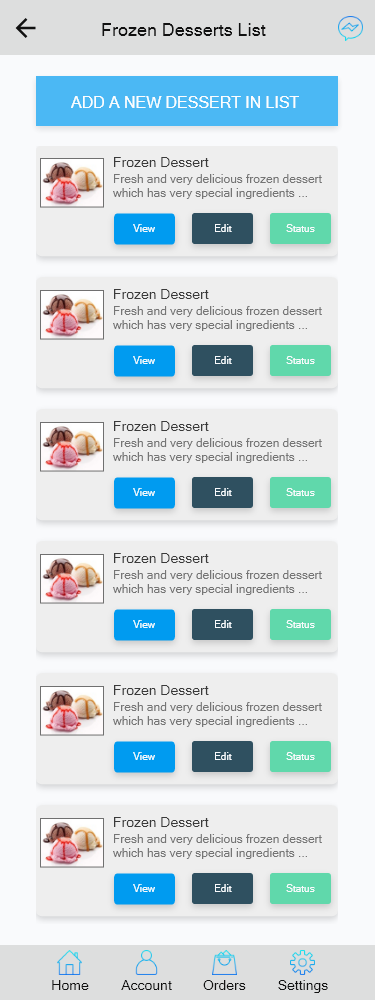 Frozen Desserts List
ADD A NEW DESSERT IN LIST
Frozen Dessert
Fresh and very delicious frozen dessert
which has very special ingredients ...
View Edit Status
Frozen Dessert
Fresh and very delicious frozen dessert
which has very special ingredients ...
View Edit Status
Frozen Dessert
Fresh and very delicious frozen dessert
which has very special ingredients ...
View Edit Status
Frozen Dessert
Fresh and very delicious frozen dessert
which has very special ingredients ...
View Edit Status
Frozen Dessert
Fresh and very delicious frozen dessert
which has very special ingredients ...
View Edit Status
Frozen Dessert
Fresh and very delicious frozen dessert
which has very special ingredients ...
View Edit Status
Home Account Orders Settings